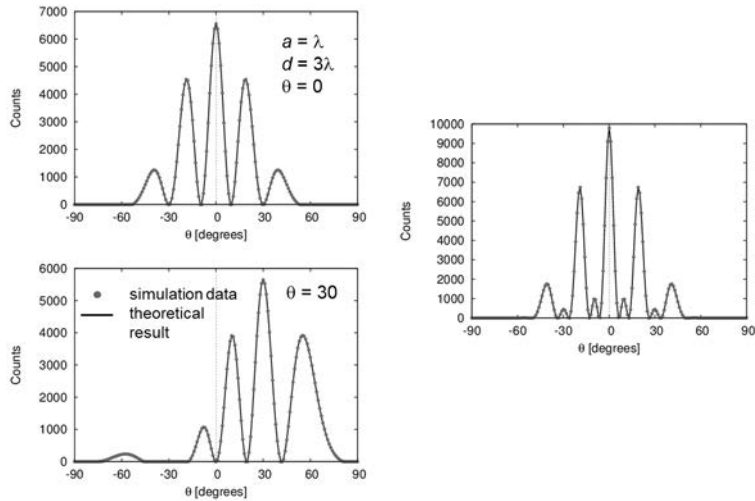 7000
6000
5000
4000
3000
2000
1000
0
Counts
a = λ
d = 3λ
θ = 0
-90 -60 -30 0 30 60 90
θ [degrees]
6000
5000
4000
3000
2000
1000
0
Counts
simulation data
theoretical
result
θ = 30
-90 -60 -30 0 30 60 90
θ [degrees]
10000
9000
8000
7000
6000
5000
4000
3000
2000
1000
0
Counts
-90 -60 -30 0 30 60 90
θ [degrees]